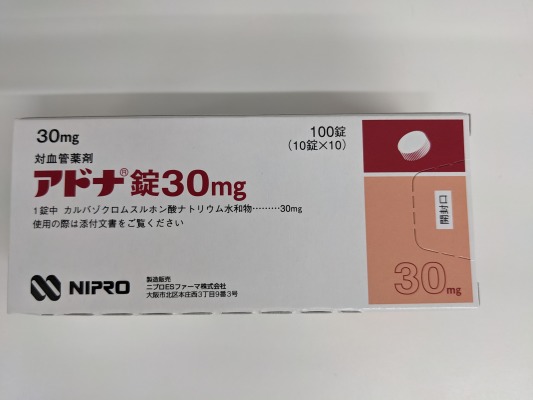 30mg
100錠
(10錠×10)
対血管薬剤
アドナ®錠30mg
1錠中 カルバゾクロムスルホン酸ナトリウム水和物………30mg
使用の際は添付文書をご覧ください
開封口
NIPRO
製造販売
ニプロESファーマ株式会社
大阪市北区本庄西3丁目9番3号
30mg